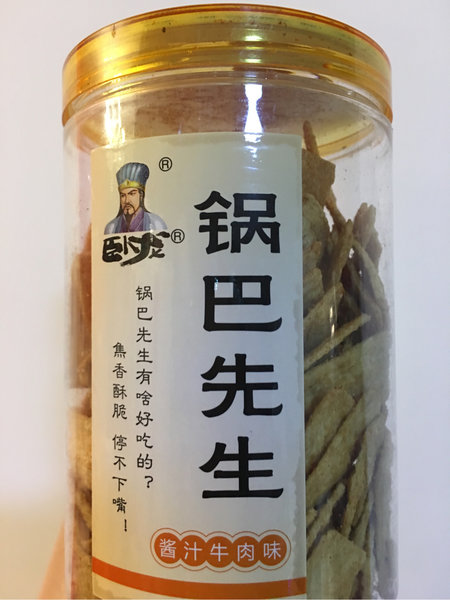 ®
卧龙®
锅巴先生
锅巴先生有啥好吃的？
焦香酥脆 停不下嘴！
酱汁牛肉味